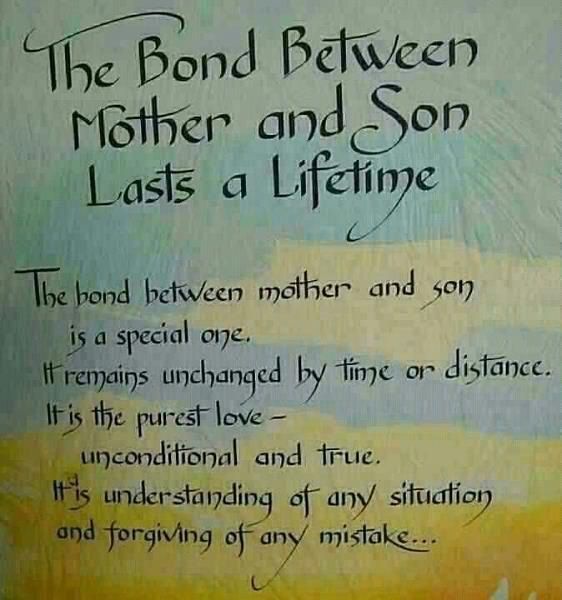 The Bond Between
Mother and Son
Lasts a Lifetime
The bond between mother and son
is a special one.
It remains unchanged by time or distance.
It is the purest love –
unconditional and true.
It is understanding of any situation
and forgiving of any mistake...